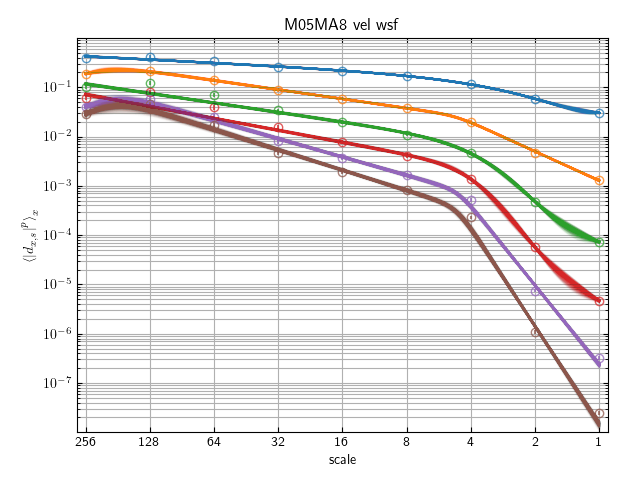 M05MA8 vel wsf
⟨|d_{x,s}|^p⟩_x
10^{-1}
10^{-2}
10^{-3}
10^{-4}
10^{-5}
10^{-6}
10^{-7}
256 128 64 32 16 8 4 2 1
scale